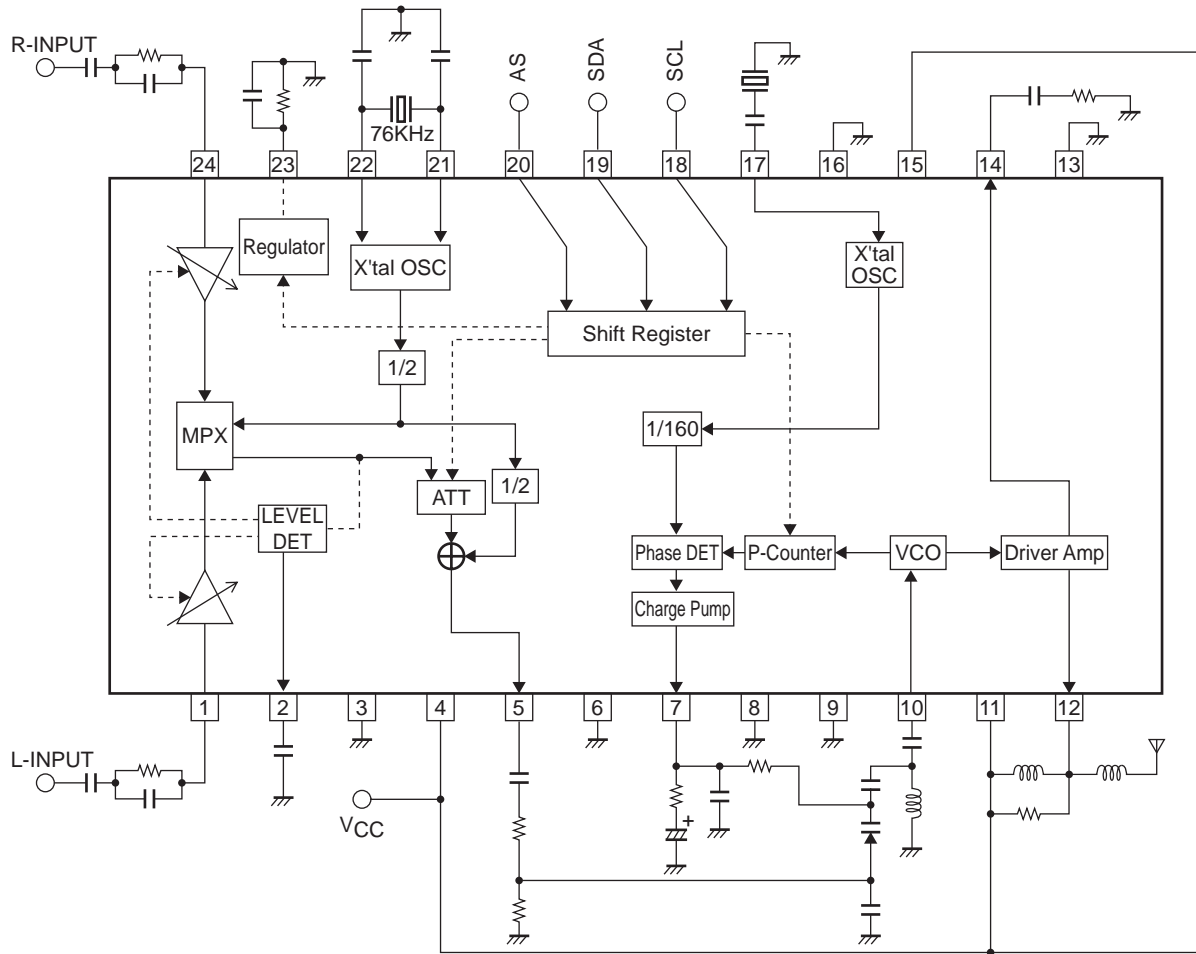 R-INPUT
AS
SDA
SCL
76KHz
24
23
22
21
20
19
18
17
16
15
14
13
Regulator
X'tal OSC
X'tal
OSC
Shift Register
1/2
MPX
1/160
1/2
ATT
LEVEL
DET
Phase DET
P-Counter
VCO
Driver Amp
Charge Pump
1
2
3
4
5
6
7
8
9
10
11
12
L-INPUT
VCC
+